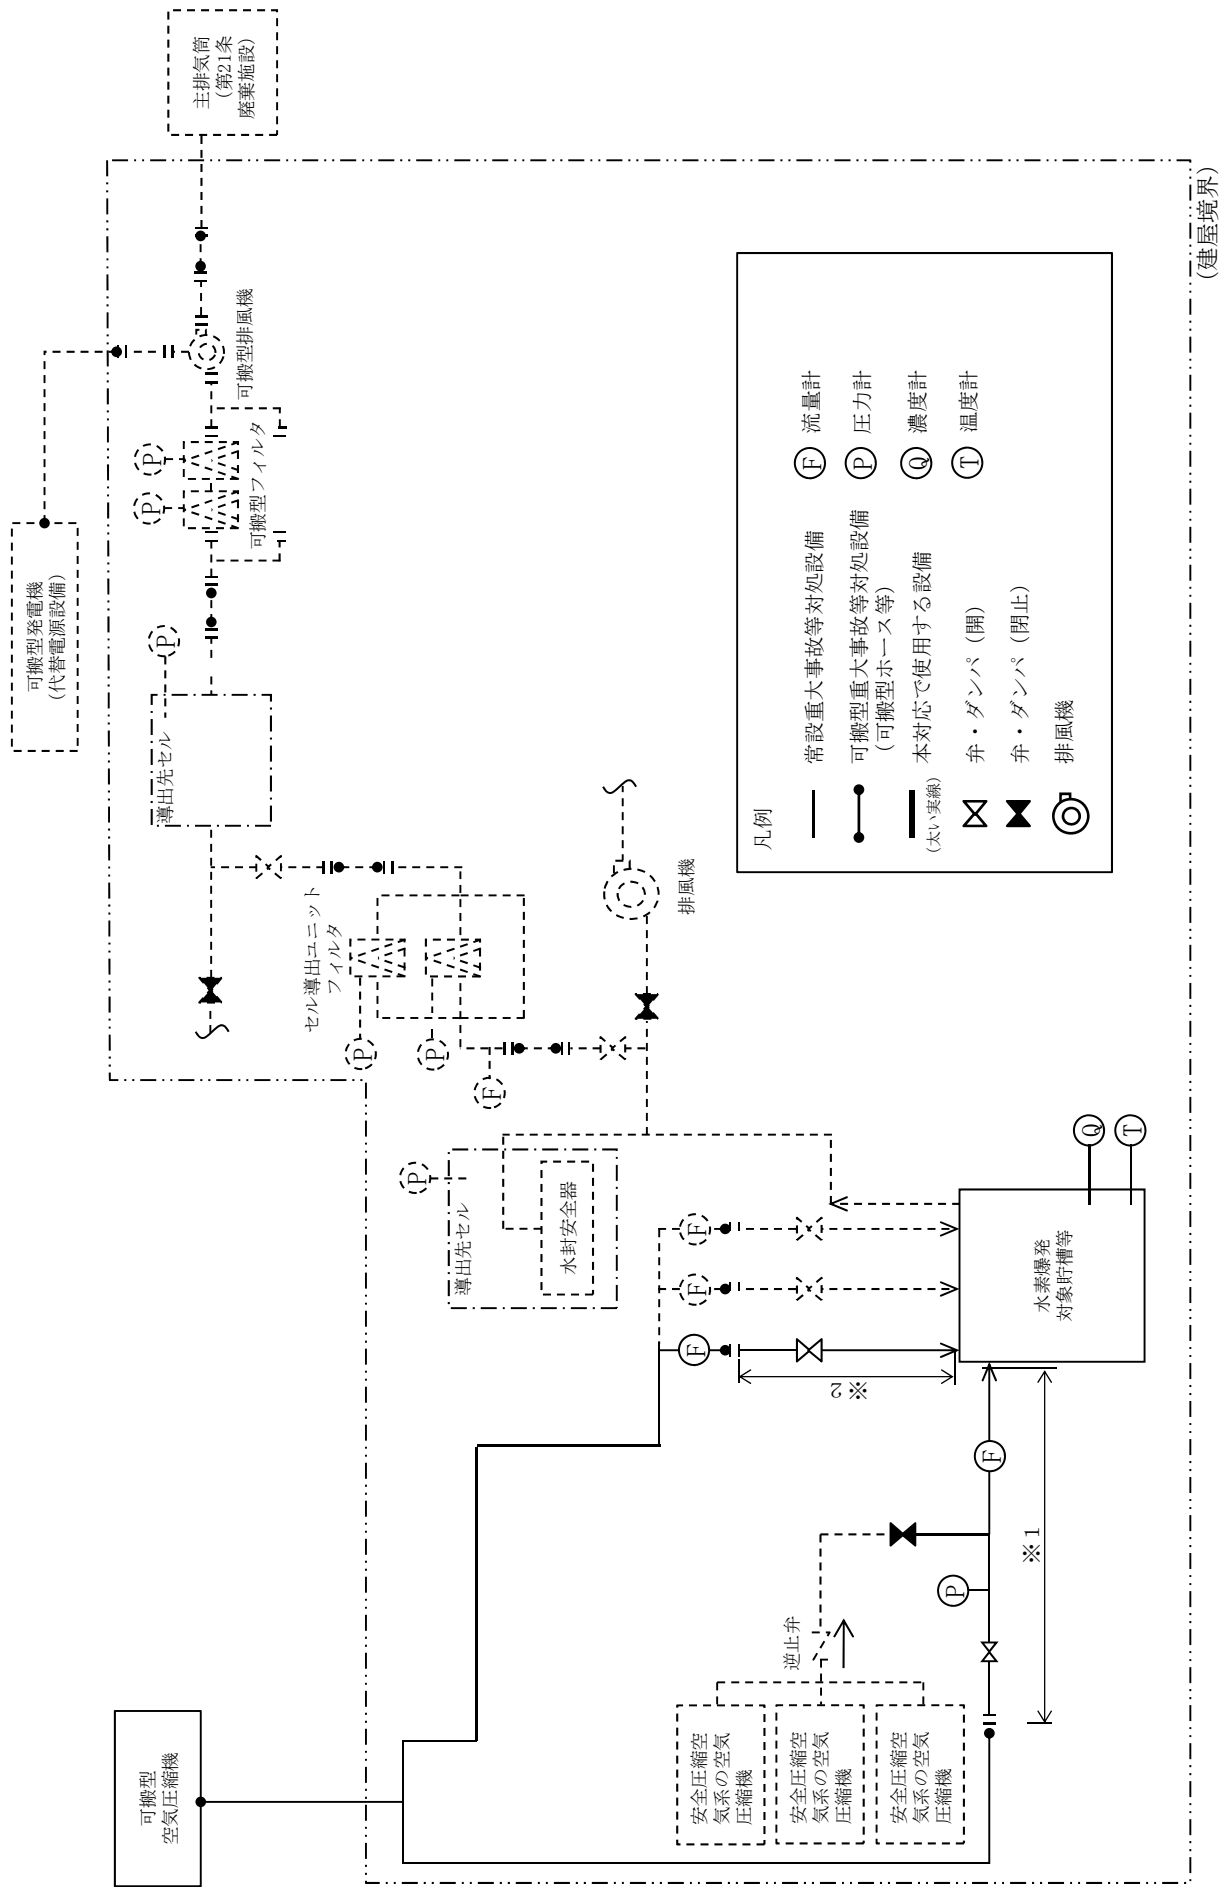 可搬型
空気圧縮機
可搬型発電機
(代替電源設備)
主排気筒
(第21条
廃棄施設)
可搬型排風機
P
P
可搬型フィルタ
P
導出先セル
セル導出ユニット
フィルタ
P
P
F
排風機
P
導出先セル
水封安全器
F
F
F
※2
水素爆発
対象貯槽等
Q
T
F
※1
P
逆止弁
安全圧縮空
気系の空気
圧縮機
安全圧縮空
気系の空気
圧縮機
安全圧縮空
気系の空気
圧縮機
凡例
常設重大事故等対処設備
可搬型重大事故等対処設備
(可搬型ホース等)
本対応で使用する設備
(太い実線)
弁・ダンパ (開)
弁・ダンパ (閉止)
排風機
F 流量計
P 圧力計
Q 濃度計
T 温度計
(建屋境界)